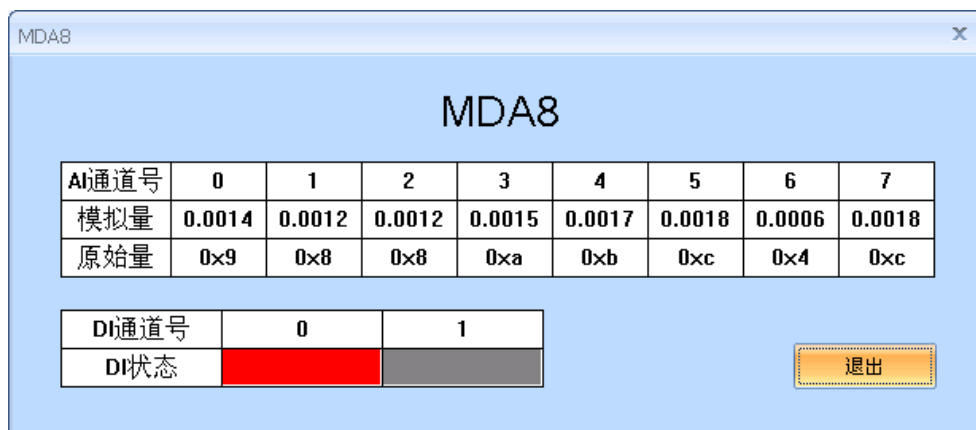 MDA8
MDA8
AI通道号 0 1 2 3 4 5 6 7
模拟量 0.0014 0.0012 0.0012 0.0015 0.0017 0.0018 0.0006 0.0018
原始量 0x9 0x8 0x8 0xa 0xb 0xc 0x4 0xc
DI通道号 0 1
DI状态
退出